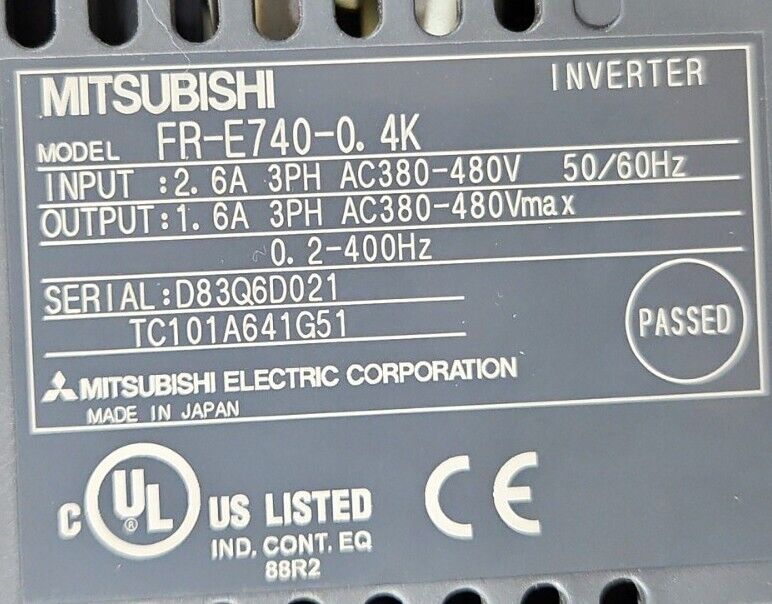 MITSUBISHI INVERTER
MODEL FR-E740-0.4K
INPUT :2.6A 3PH AC380-480V 50/60Hz
OUTPUT:1.6A 3PH AC380-480Vmax
0.2-400Hz
SERIAL:D83Q6D021
TC101A641G51
PASSED
MITSUBISHI ELECTRIC CORPORATION
MADE IN JAPAN
C UL® US LISTED CE
IND. CONT. EQ
88R2